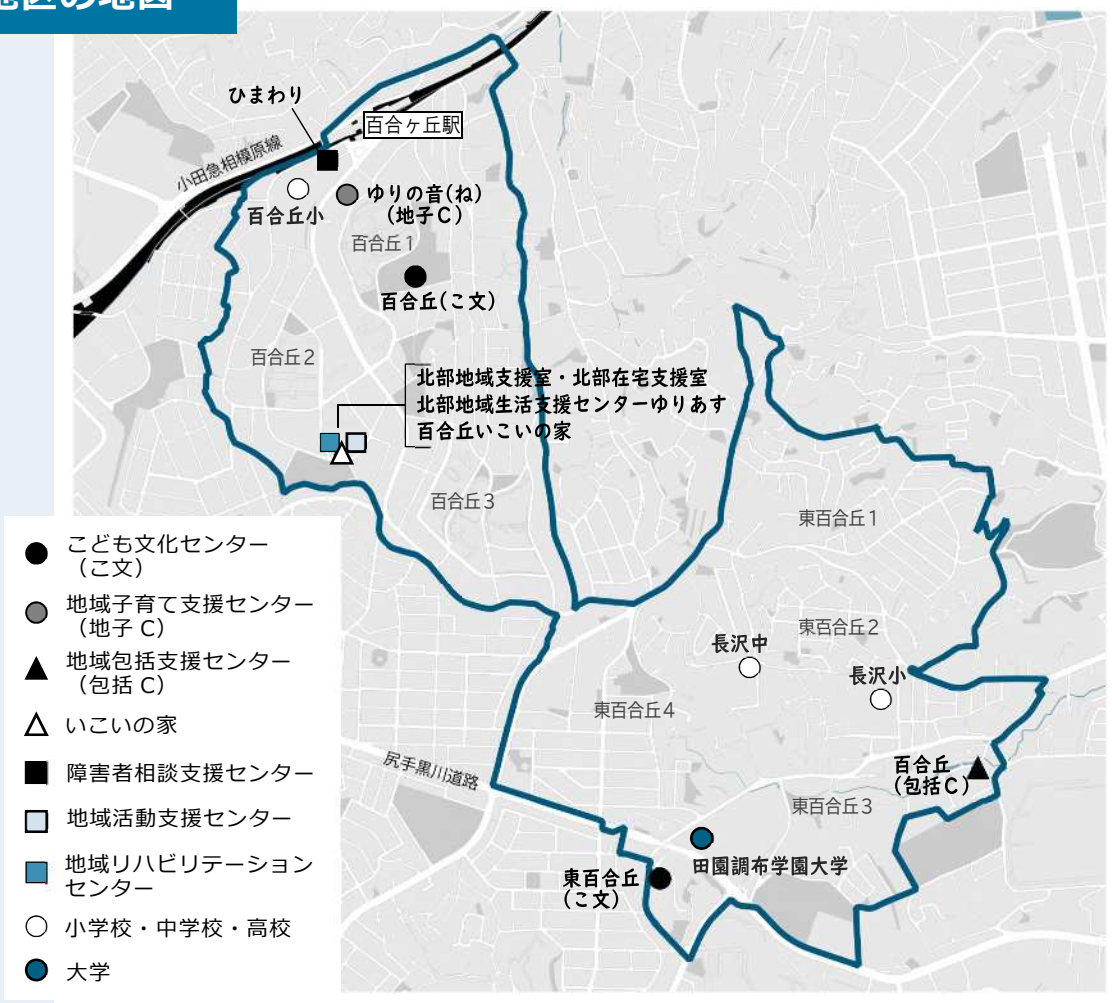 地区の地図
ひまわり
百合ヶ丘駅
小田急相模原線
百合丘小
ゆりの音(ね)
(地子C)
百合丘1
百合丘(こ文)
百合丘2
北部地域支援室・北部在宅支援室
北部地域生活支援センターゆりあす
百合丘いこいの家
百合丘3
東百合丘1
東百合丘2
長沢中
長沢小
東百合丘4
尻手黒川道路
百合丘
(包括C)
東百合丘3
田園調布学園大学
東百合丘
(こ文)
こども文化センター
(こ文)
地域子育て支援センター
(地子 C)
地域包括支援センター
(包括 C)
いこいの家
障害者相談支援センター
地域活動支援センター
地域リハビリテーション
センター
小学校・中学校・高校
大学